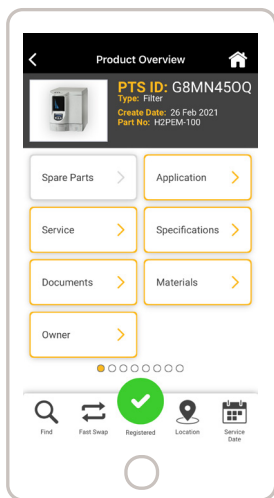 Product Overview
PTS ID: G8MN45OQ
Type: Filter
Create Date: 26 Feb 2021
Part No: H2PEM-100
Spare Parts
Application
Service
Specifications
Documents
Materials
Owner
Find
Fast Swap
Registered
Location
Service
Date